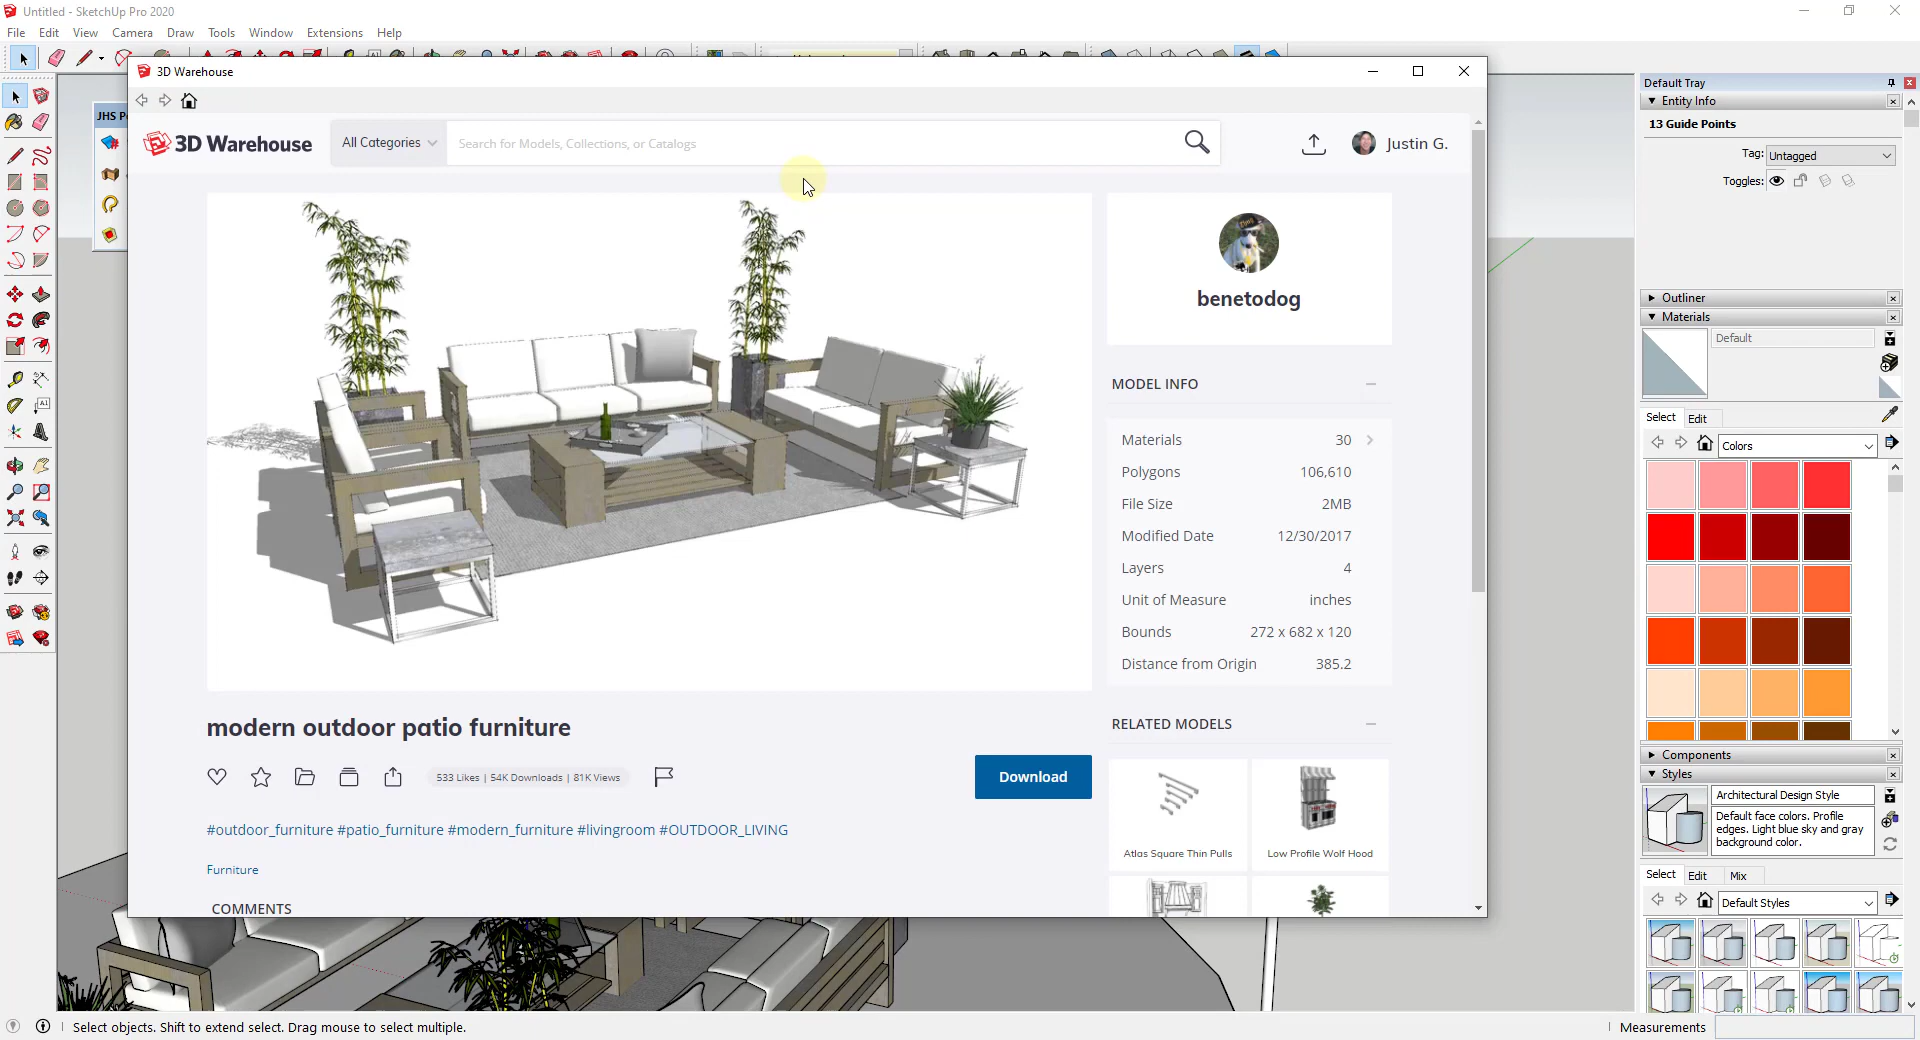 Untitled - SketchUp Pro 2020
File Edit View Camera Draw Tools Window Extensions Help
3D Warehouse
Default Tray
Entity Info
13 Guide Points
Tag: Untagged
Toggles:
JHS P
3D Warehouse All Categories Search for Models, Collections, or Catalogs Justin G.
benetodog
MODEL INFO
Materials 30
Polygons 106,610
File Size 2MB
Modified Date 12/30/2017
Layers 4
Unit of Measure inches
Bounds 272 x 682 x 120
Distance from Origin 385.2
RELATED MODELS
Atlas Square Thin Pulls Low Profile Wolf Hood
modern outdoor patio furniture
533 Likes | 54K Downloads | 81K Views
Download
#outdoor_furniture #patio_furniture #modern_furniture #livingroom #OUTDOOR_LIVING
Furniture
COMMENTS
Outliner
Materials
Default
Select Edit
Colors
Components
Styles
Architectural Design Style
Default face colors. Profile
edges. Light blue sky and gray
background color.
Select Edit Mix
Default Styles
Select objects. Shift to extend select. Drag mouse to select multiple.
Measurements